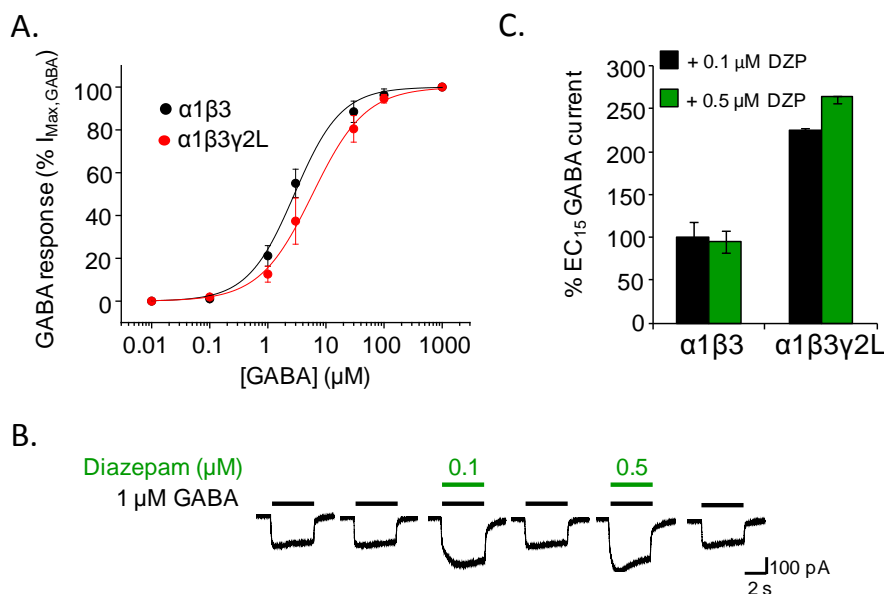 A.
GABA response (% I_Max,GABA)
100
80
60
40
20
0
α1β3
α1β3γ2L
0.01 0.1 1 10 100 1000
[GABA] (µM)
C.
% EC₁₅ GABA current
300
250
200
150
100
50
0
+ 0.1 µM DZP
+ 0.5 µM DZP
α1β3 α1β3γ2L
B.
Diazepam (µM) 0.1 0.5
1 µM GABA
100 pA
2 s